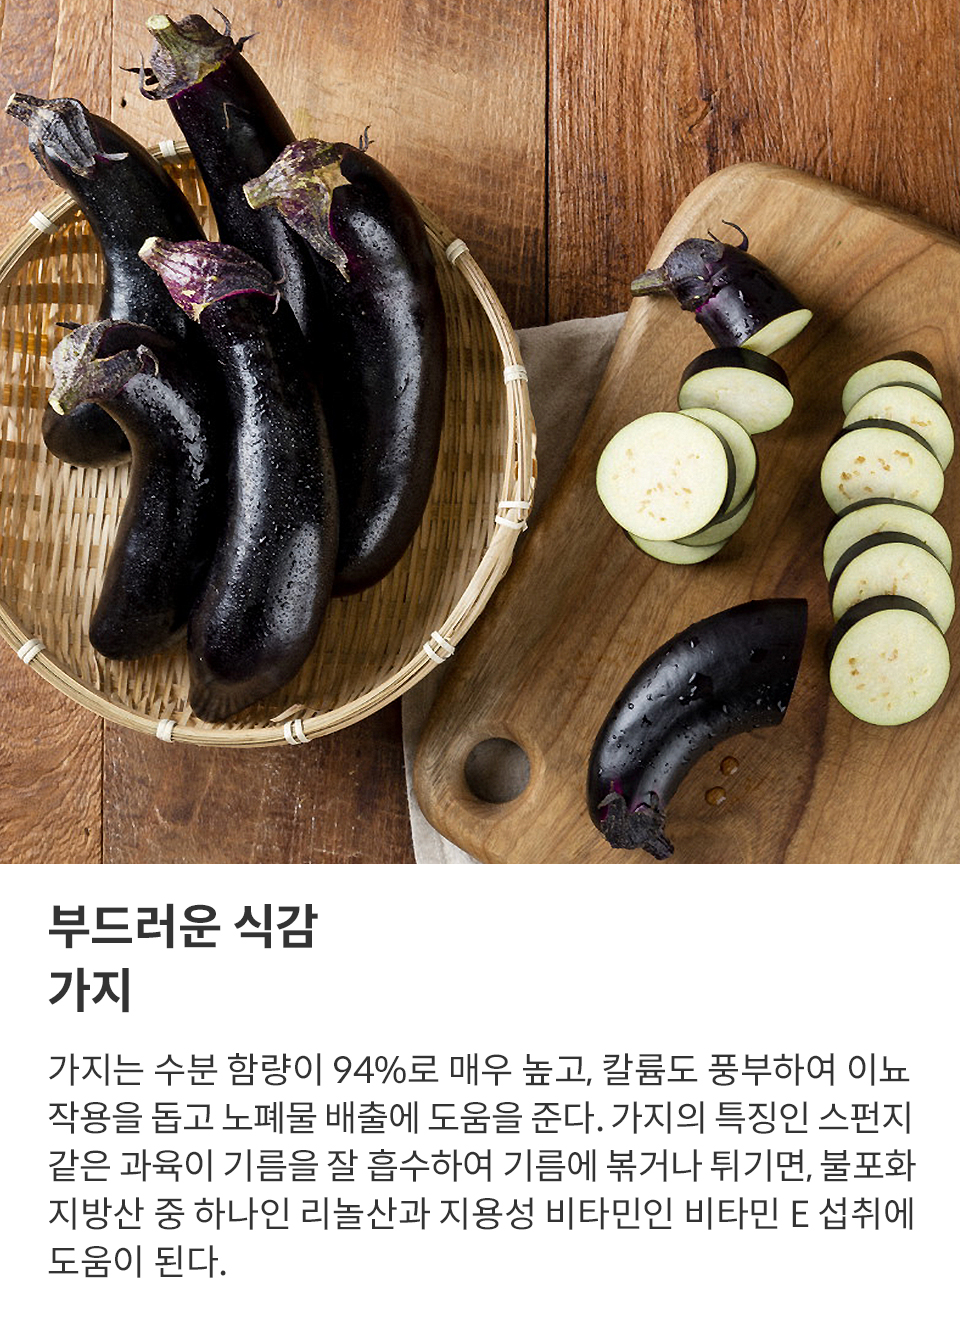 부드러운 식감
가지
가지는 수분 함량이 94%로 매우 높고, 칼륨도 풍부하여 이뇨
작용을 돕고 노폐물 배출에 도움을 준다. 가지의 특징인 스펀지
같은 과육이 기름을 잘 흡수하여 기름에 볶거나 튀기면, 불포화
지방산 중 하나인 리놀산과 지용성 비타민인 비타민 E 섭취에
도움이 된다.